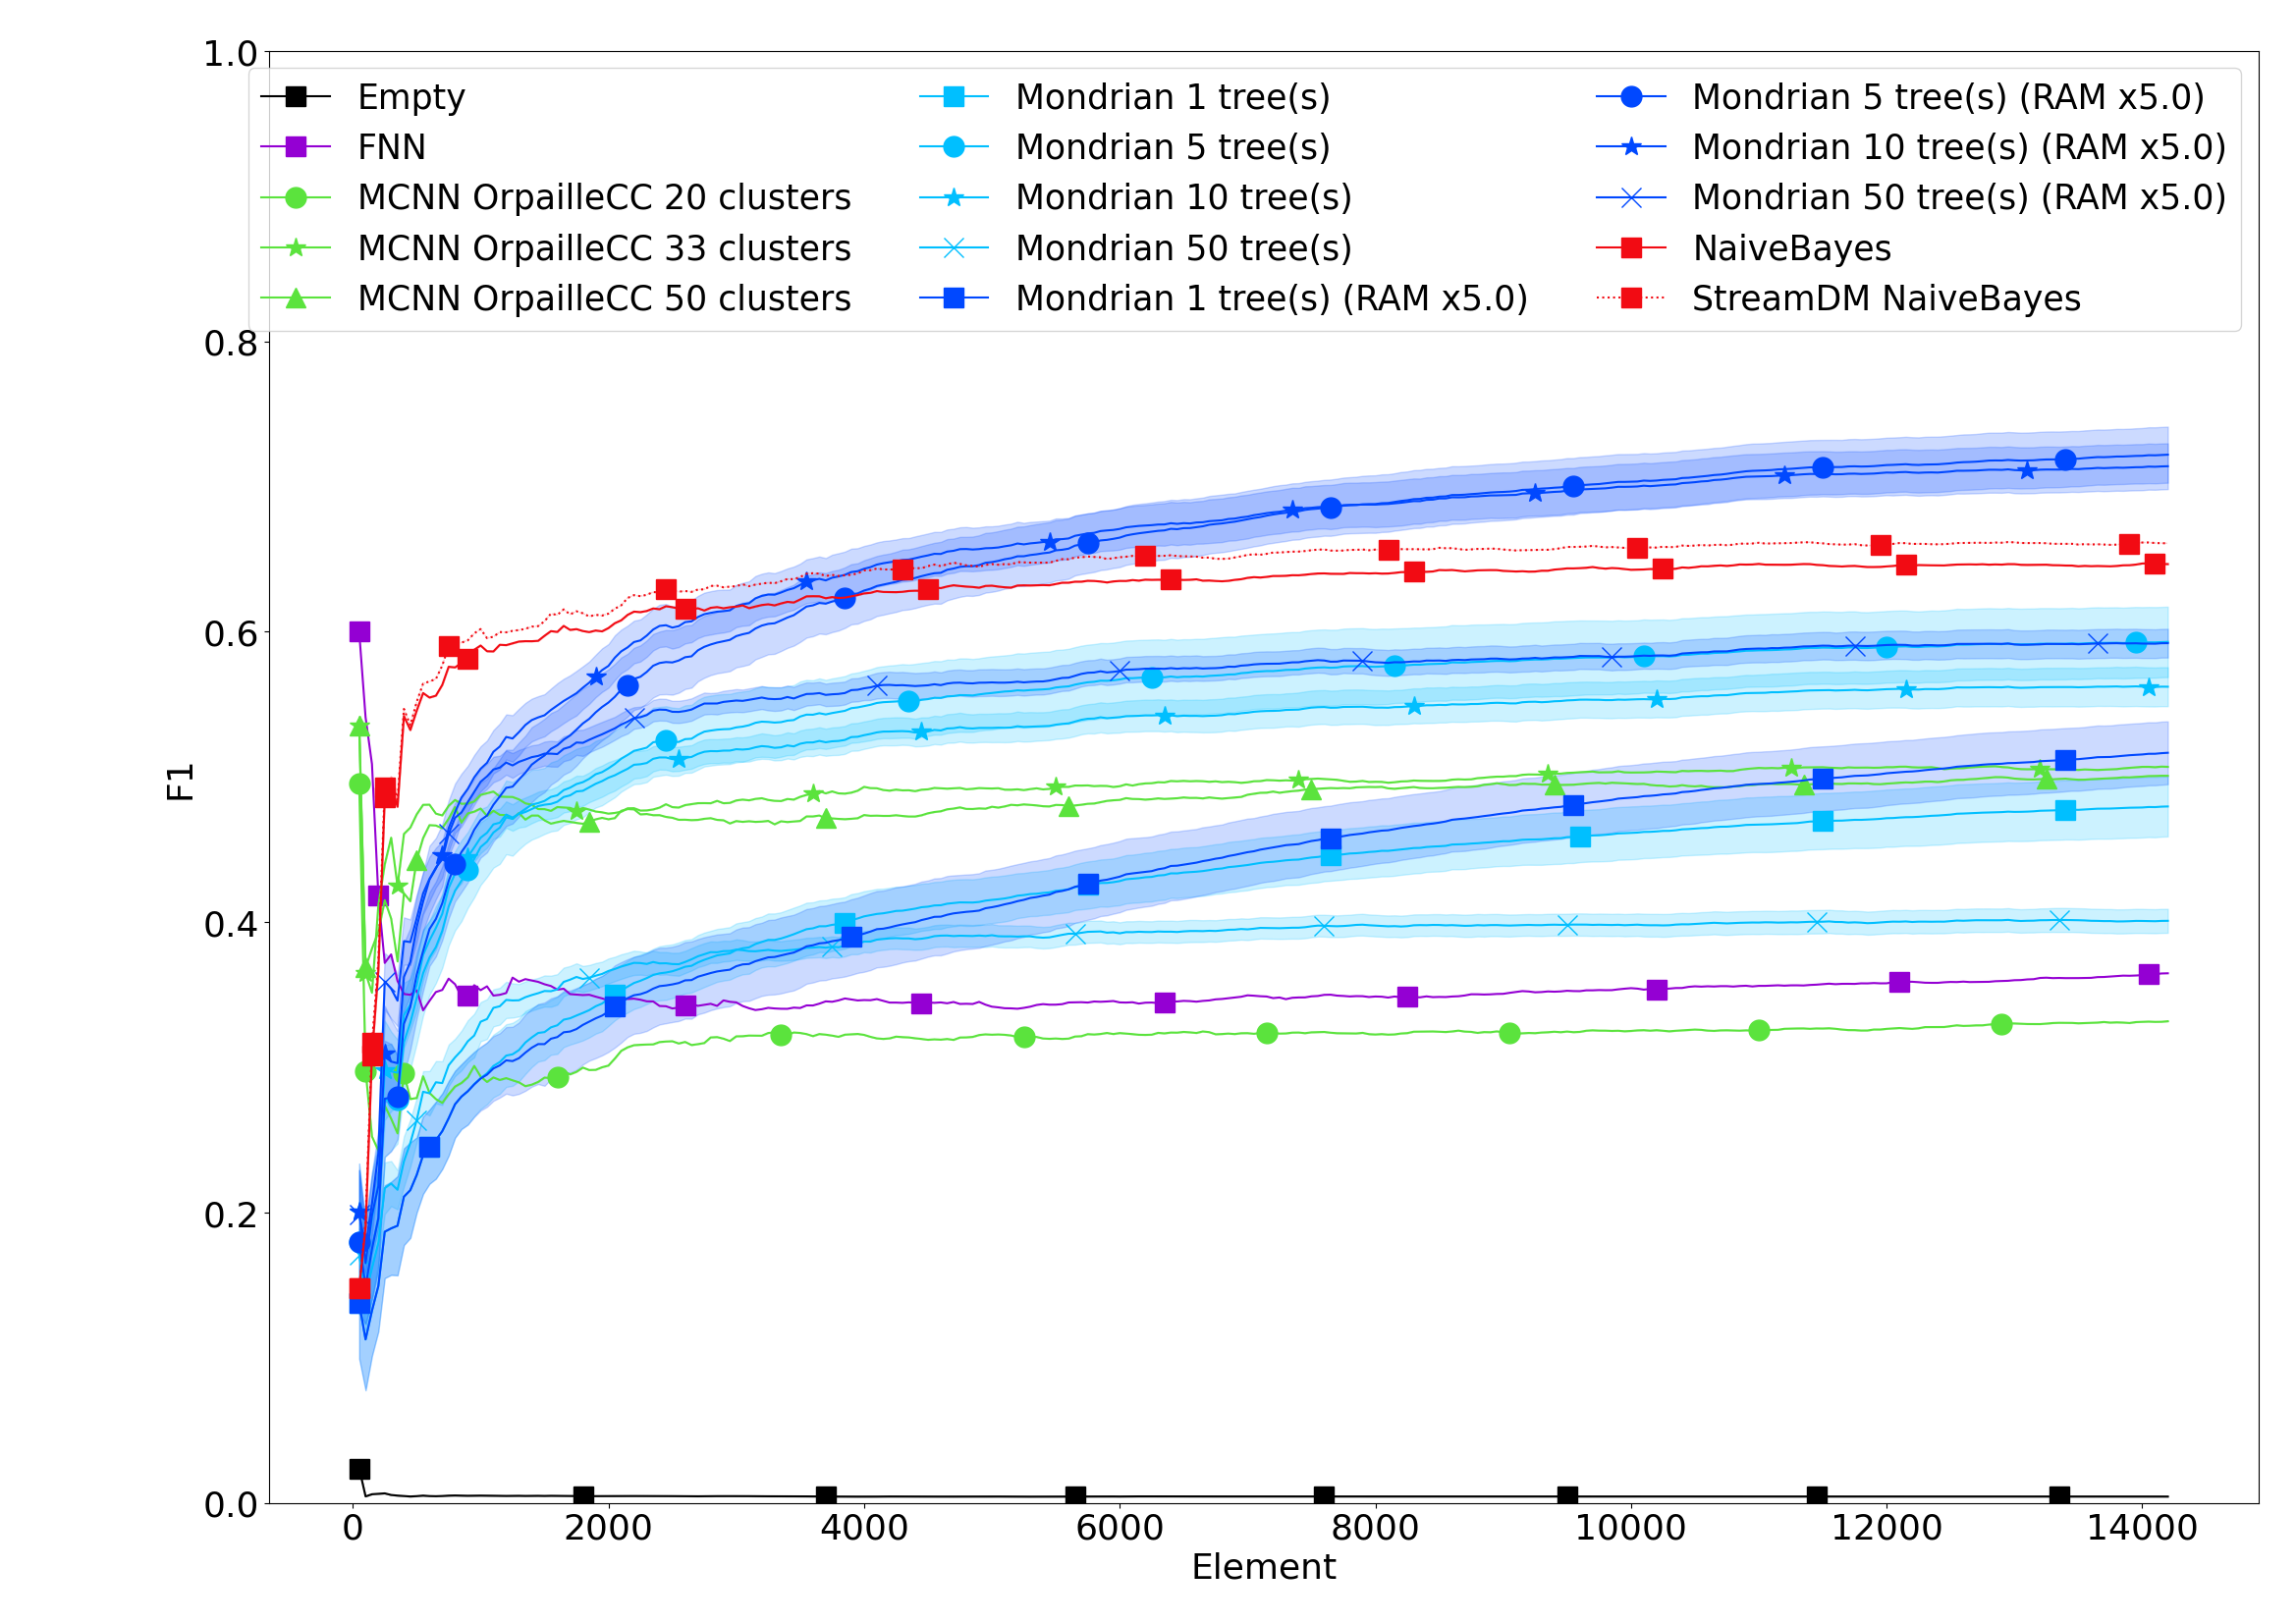 1.0
Empty
FNN
MCNN OrpailleCC 20 clusters
MCNN OrpailleCC 33 clusters
MCNN OrpailleCC 50 clusters
Mondrian 1 tree(s)
Mondrian 5 tree(s)
Mondrian 10 tree(s)
Mondrian 50 tree(s)
Mondrian 1 tree(s) (RAM x5.0)
Mondrian 5 tree(s) (RAM x5.0)
Mondrian 10 tree(s) (RAM x5.0)
Mondrian 50 tree(s) (RAM x5.0)
NaiveBayes
StreamDM NaiveBayes
0.8
0.6
F1
0.4
0.2
0.0
0 2000 4000 6000 8000 10000 12000 14000
Element